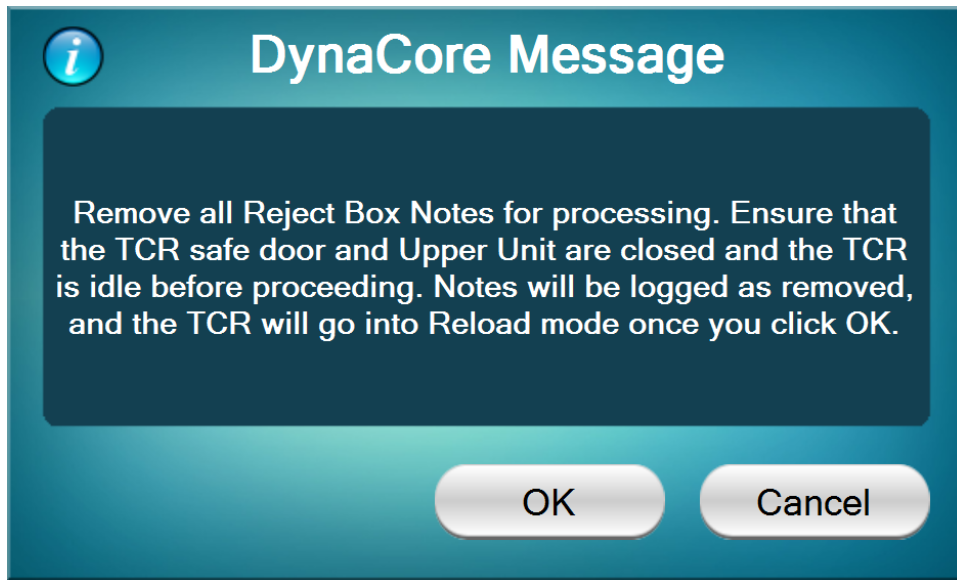 DynaCore Message
Remove all Reject Box Notes for processing. Ensure that
the TCR safe door and Upper Unit are closed and the TCR
is idle before proceeding. Notes will be logged as removed,
and the TCR will go into Reload mode once you click OK.
OK
Cancel